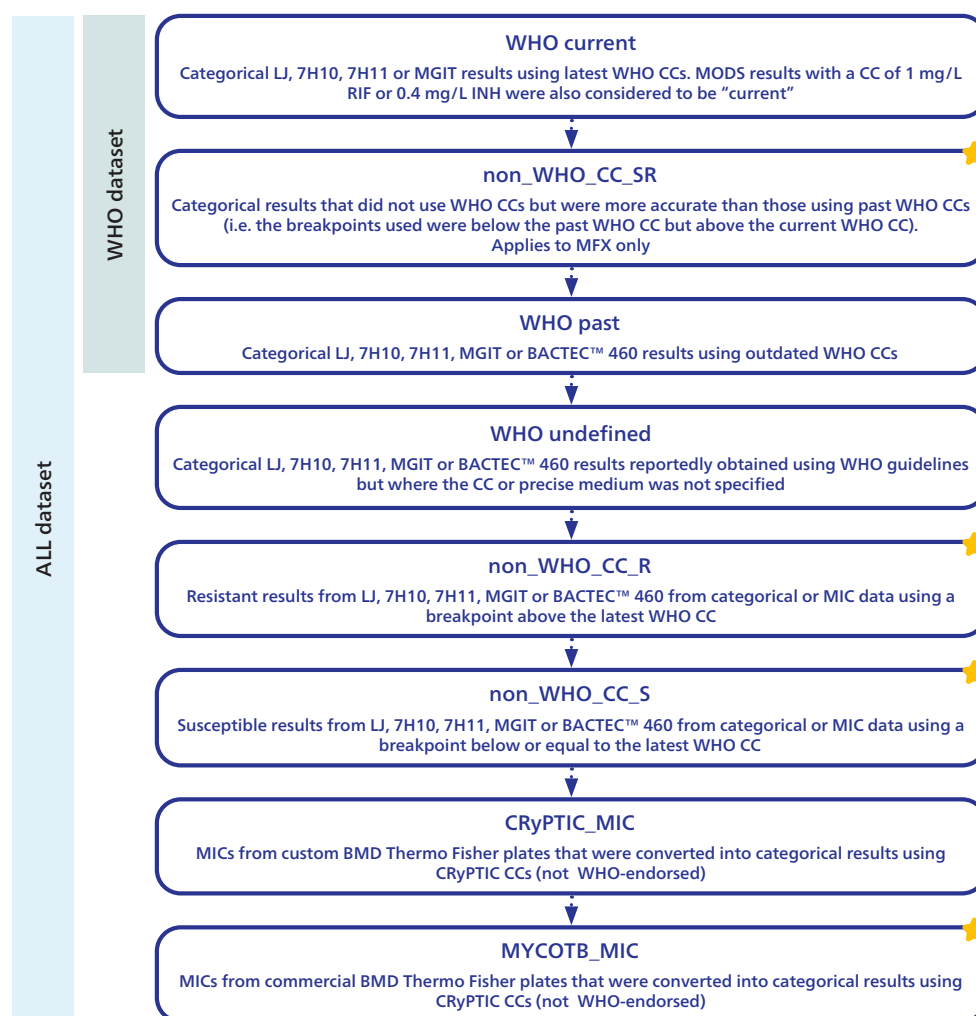 ALL dataset
WHO dataset
WHO current
Categorical LJ, 7H10, 7H11 or MGIT results using latest WHO CCs. MODS results with a CC of 1 mg/L
RIF or 0.4 mg/L INH were also considered to be “current”
non_WHO_CC_SR
Categorical results that did not use WHO CCs but were more accurate than those using past WHO CCs
(i.e. the breakpoints used were below the past WHO CC but above the current WHO CC).
Applies to MFX only
WHO past
Categorical LJ, 7H10, 7H11, MGIT or BACTEC™ 460 results using outdated WHO CCs
WHO undefined
Categorical LJ, 7H10, 7H11, MGIT or BACTEC™ 460 results reportedly obtained using WHO guidelines
but where the CC or precise medium was not specified
non_WHO_CC_R
Resistant results from LJ, 7H10, 7H11, MGIT or BACTEC™ 460 from categorical or MIC data using a
breakpoint above the latest WHO CC
non_WHO_CC_S
Susceptible results from LJ, 7H10, 7H11, MGIT or BACTEC™ 460 from categorical or MIC data using a
breakpoint below or equal to the latest WHO CC
CRyPTIC_MIC
MICs from custom BMD Thermo Fisher plates that were converted into categorical results using
CRyPTIC CCs (not WHO-endorsed)
MYCOTB_MIC
MICs from commercial BMD Thermo Fisher plates that were converted into categorical results using
CRyPTIC CCs (not WHO-endorsed)